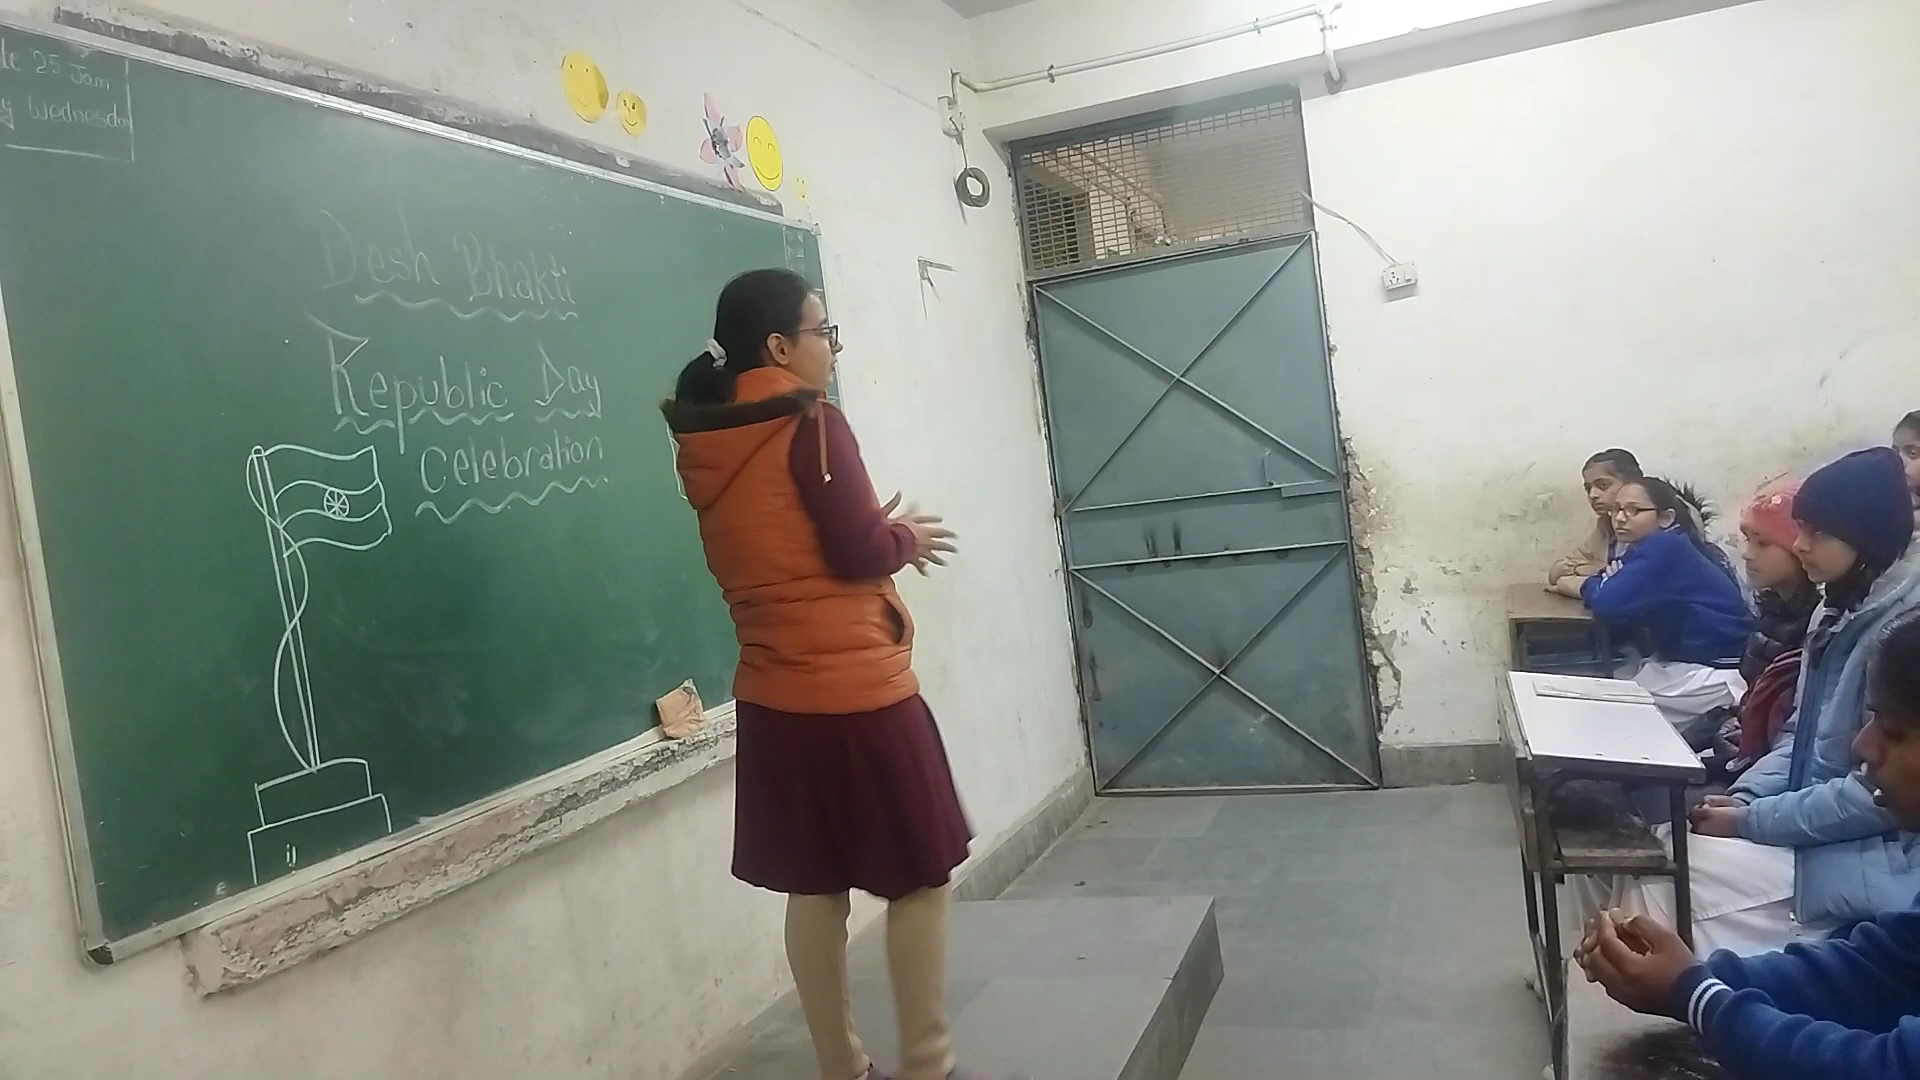 25 Jan
Wednesday
Desh Bhakti
Republic Day
celebration